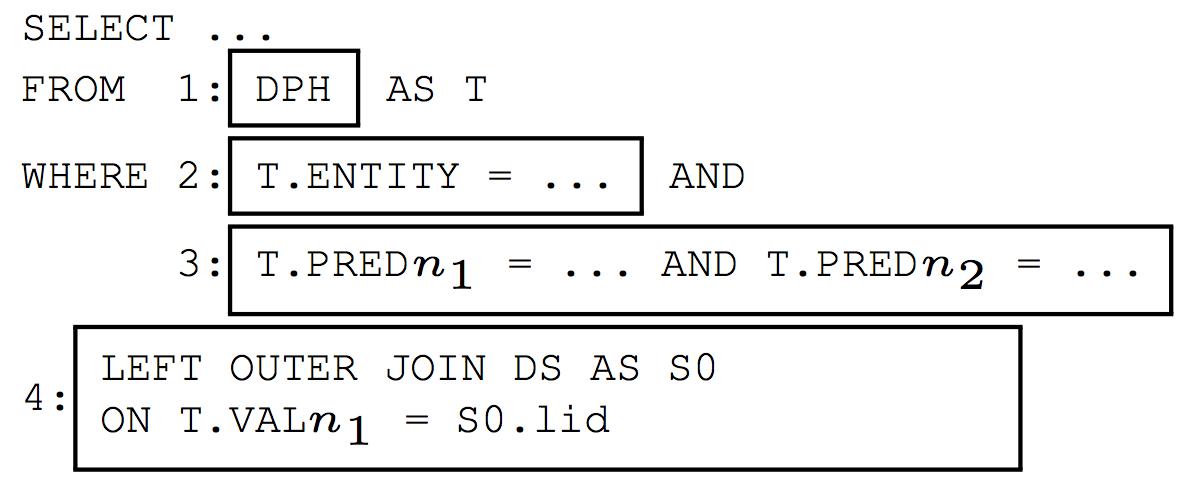 SELECT ...
FROM 1: DPH AS T
WHERE 2: T.ENTITY = ... AND
3: T.PREDn1 = ... AND T.PREDn2 = ...
4: LEFT OUTER JOIN DS AS S0
ON T.VALn1 = S0.lid